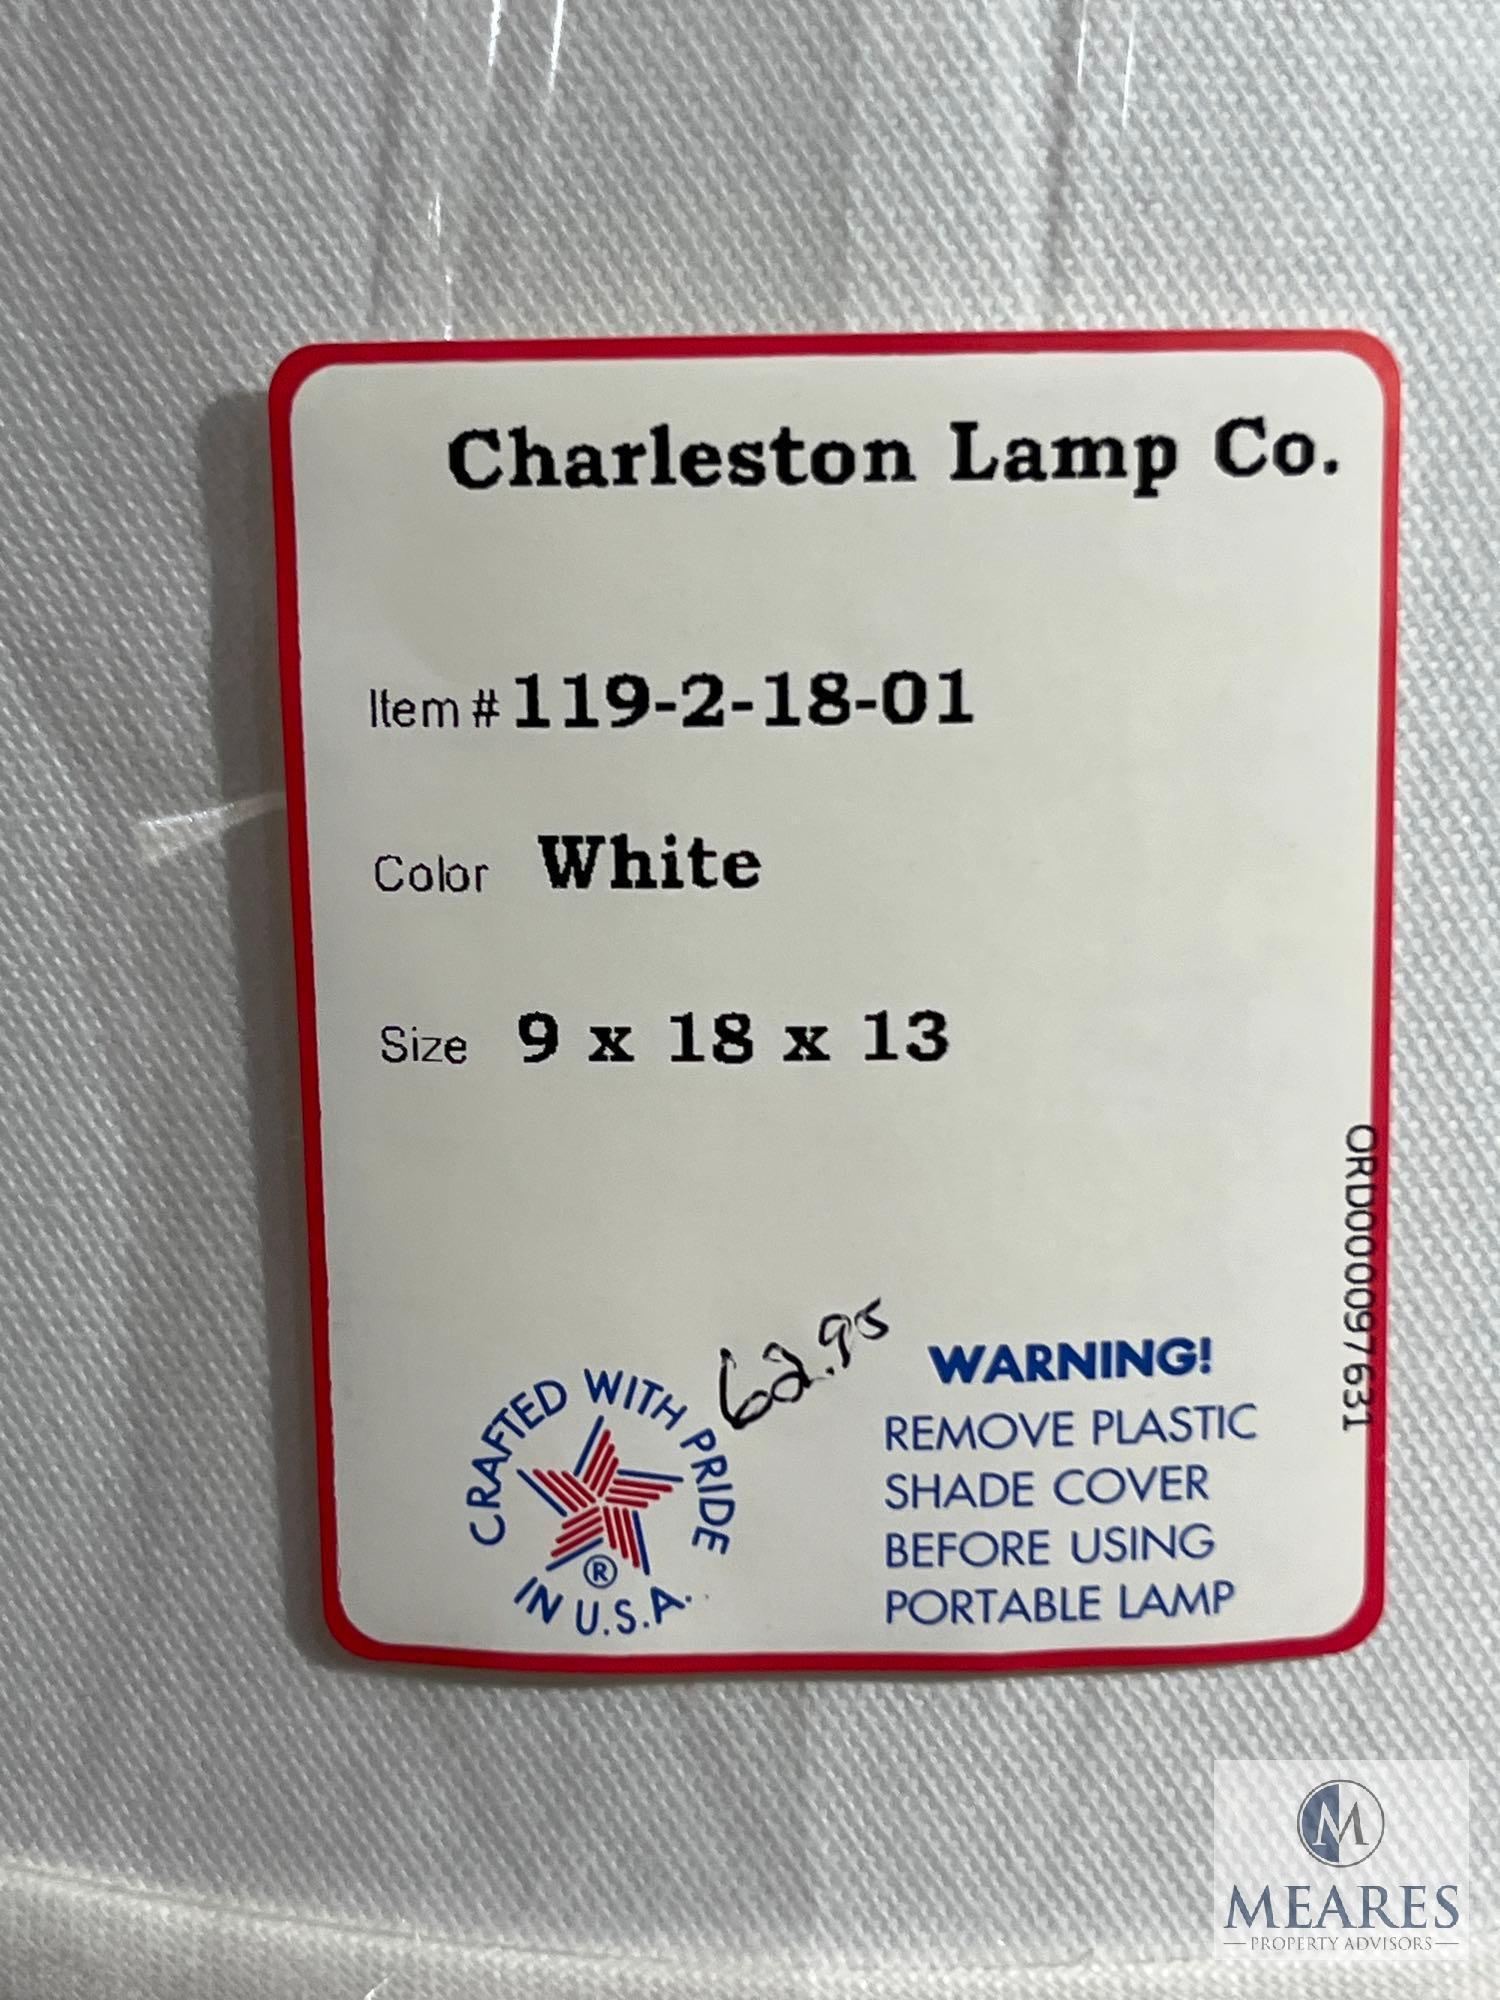 Charleston Lamp Co.
Item # 119-2-18-01
Color White
Size 9 x 18 x 13
ORD000097631
62.95
CRAFTED WITH PRIDE
IN U.S.A.
®
WARNING!
REMOVE PLASTIC
SHADE COVER
BEFORE USING
PORTABLE LAMP
M
MEARES
PROPERTY ADVISORS